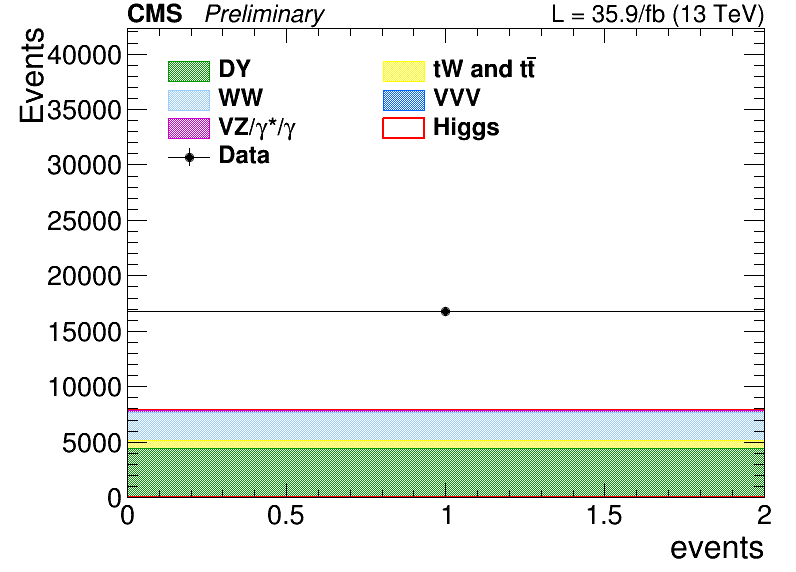 CMS Preliminary L = 35.9/fb (13 TeV)
Events
40000
35000
30000
25000
20000
15000
10000
5000
0
DY
tW and tt̄
WW
VVV
VZ/γ*/γ
Higgs
Data
0 0.5 1 1.5 2
events